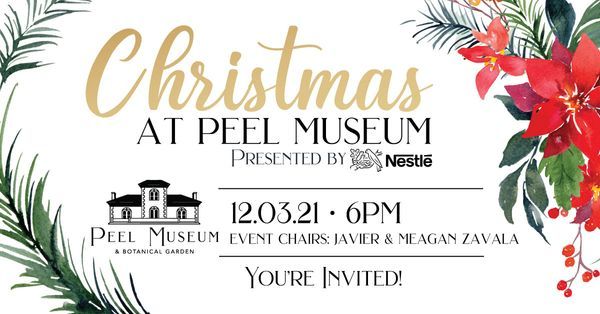 Christmas
AT PEEL MUSEUM
PRESENTED BY Nestlé
PEEL MUSEUM
& BOTANICAL GARDEN
12.03.21 • 6PM
EVENT CHAIRS: JAVIER & MEAGAN ZAVALA
YOU'RE INVITED!